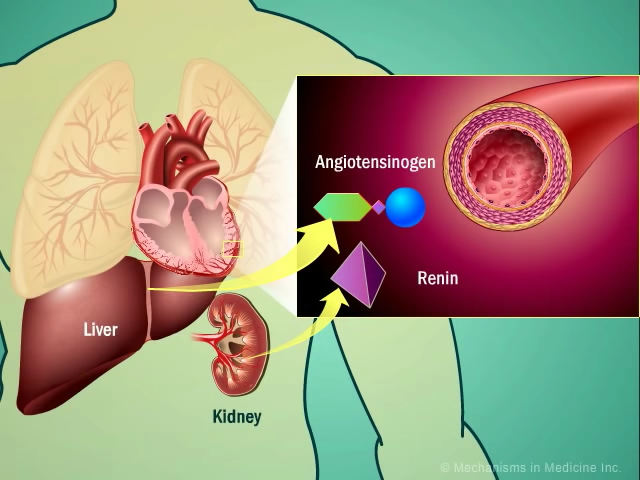 Angiotensinogen
Renin
Liver
Kidney
© Mechanisms in Medicine Inc.